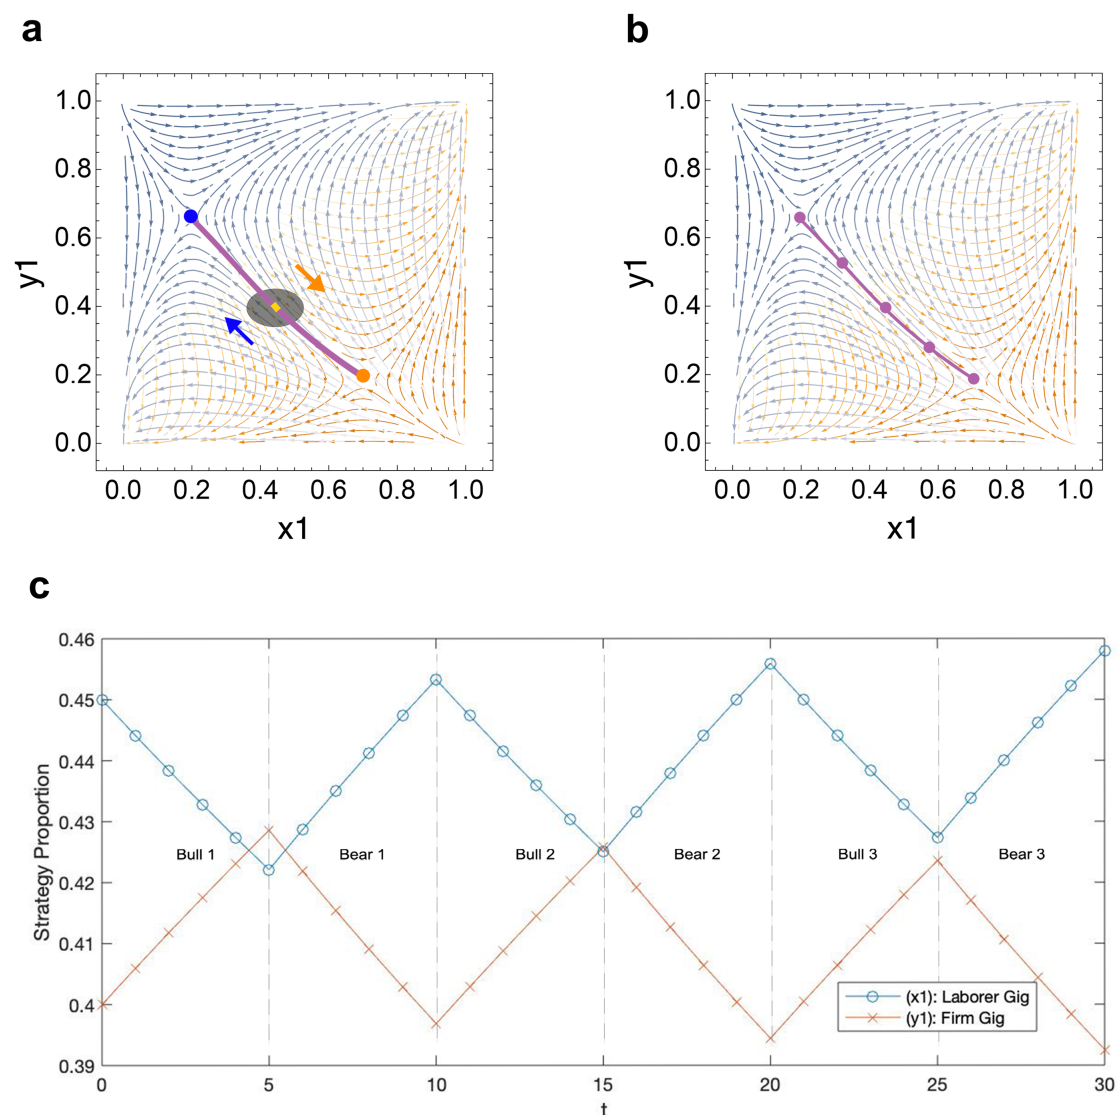 a
b
1.0
0.8
0.6
0.4
0.2
0.0
y1
0.0 0.2 0.4 0.6 0.8 1.0
x1
1.0
0.8
0.6
0.4
0.2
0.0
y1
0.0 0.2 0.4 0.6 0.8 1.0
x1
c
0.46
0.45
0.44
0.43
0.42
0.41
0.4
0.39
Strategy Proportion
Bull 1 Bear 1 Bull 2 Bear 2 Bull 3 Bear 3
(x1): Laborer Gig
(y1): Firm Gig
0 5 10 15 20 25 30
t